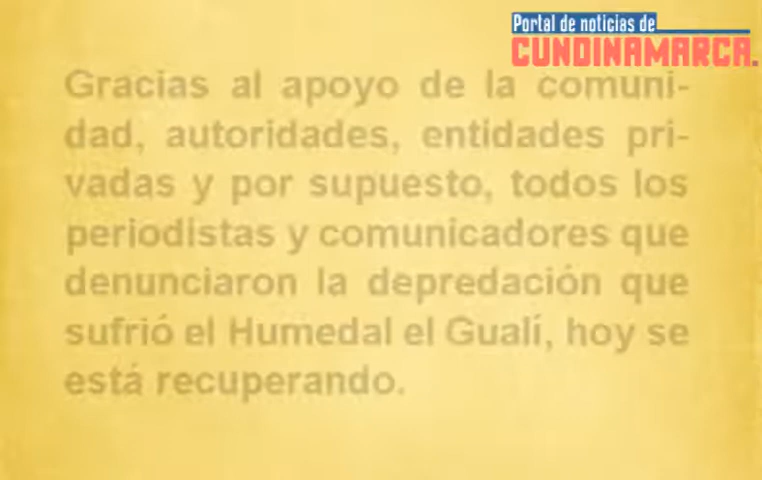 Portal de noticias de
CUNDINAMARCA.
Gracias al apoyo de la comuni-
dad, autoridades, entidades pri-
vadas y por supuesto, todos los
periodistas y comunicadores que
denunciaron la depredación que
sufrió el Humedal el Gualí, hoy se
está recuperando.